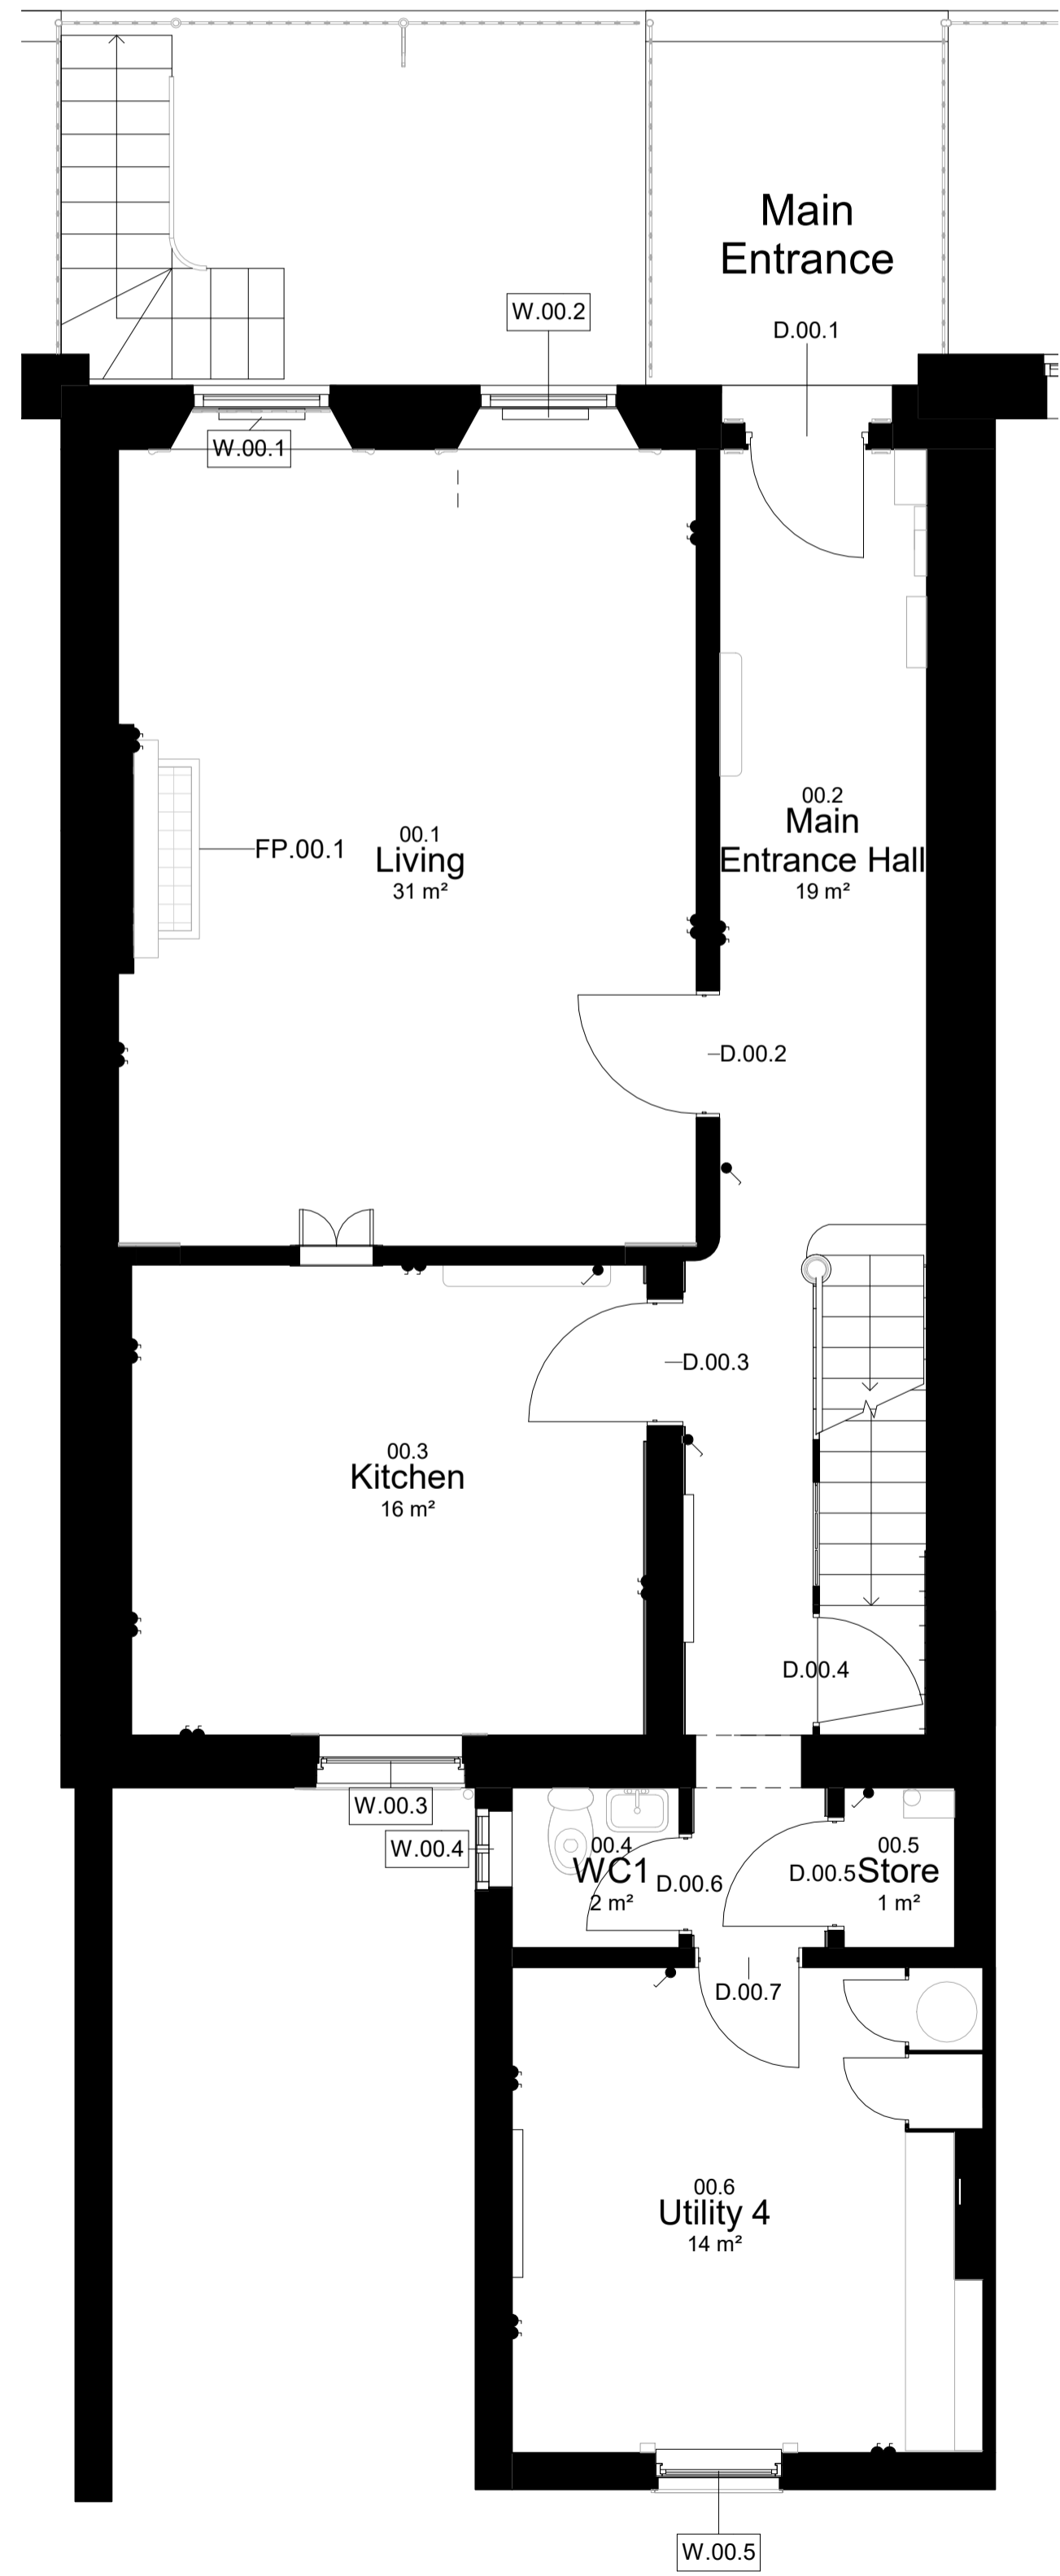 Main
Entrance
W.00.2
D.00.1
W.00.1
00.2
Main
Entrance Hall
19 m²
FP.00.1
00.1
Living
31 m²
D.00.2
D.00.3
00.3
Kitchen
16 m²
D.00.4
W.00.3
W.00.4
00.4
WC1
2 m²
D.00.6
D.00.5
00.5
Store
1 m²
D.00.7
00.6
Utility 4
14 m²
W.00.5